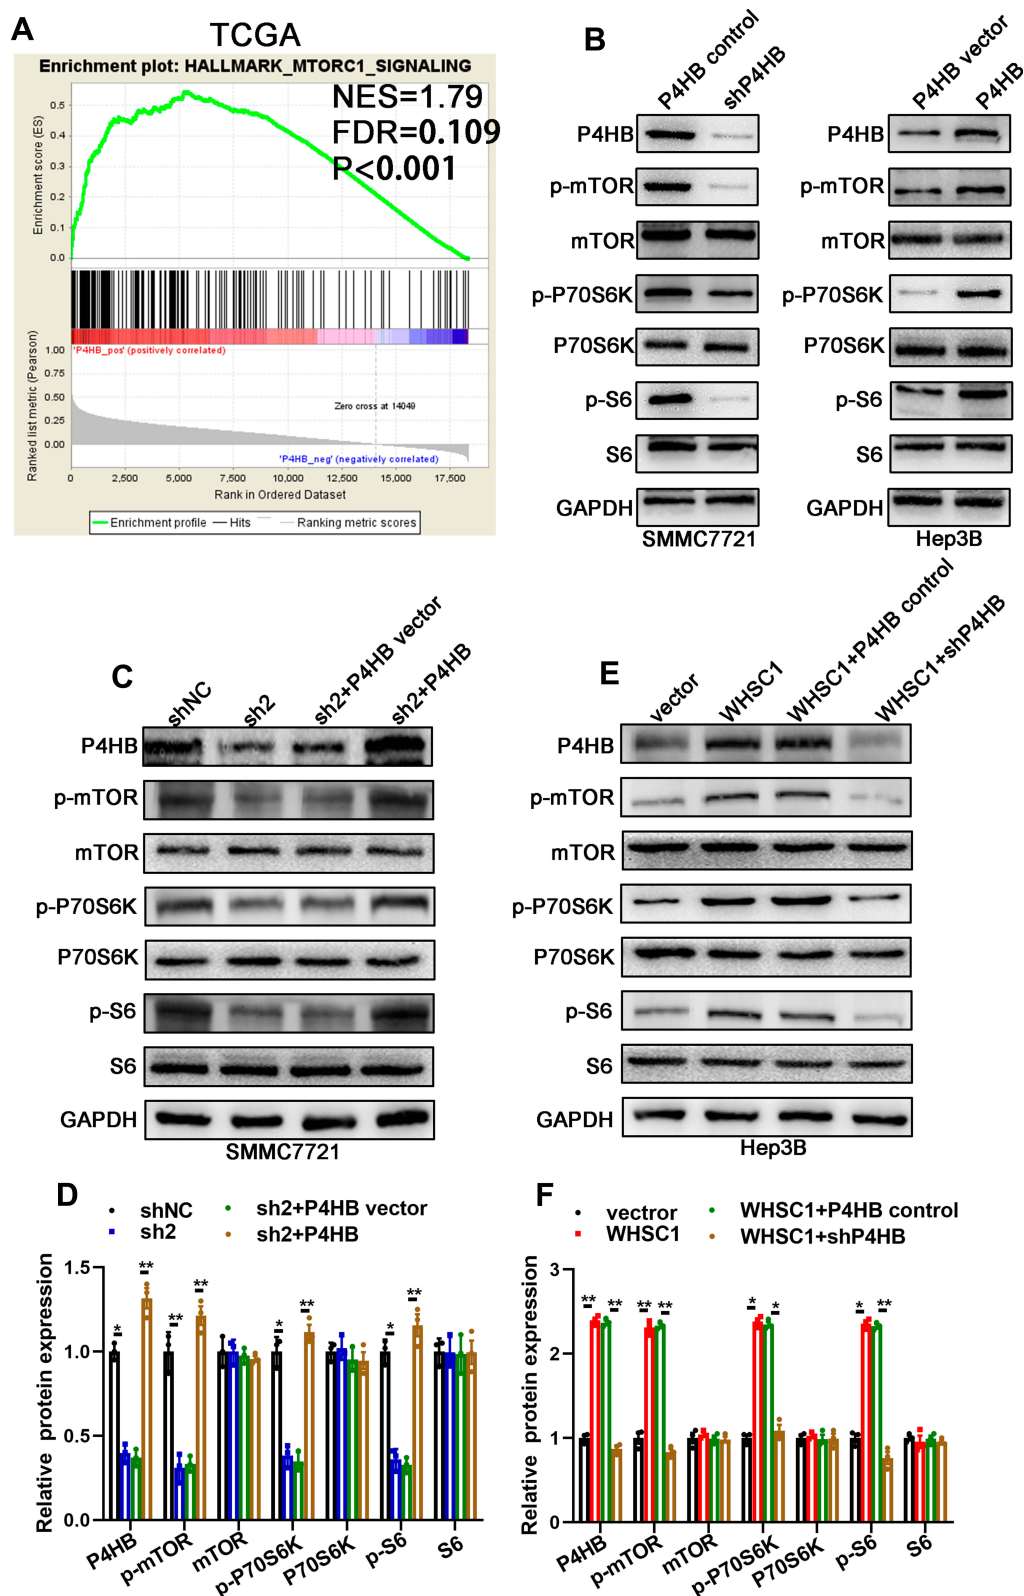 A
TCGA
Enrichment plot: HALLMARK_MTORC1_SIGNALING
NES=1.79
FDR=0.109
P<0.001
Enrichment score (ES)
0.5
0.4
0.3
0.2
0.1
0.0
'P4HB_pos' (positively correlated)
Ranked list metric (Pearson)
1.00
0.75
0.50
0.25
0.00
Zero cross at 14049
'P4HB_neg' (negatively correlated)
0 2,500 5,000 7,500 10,000 12,500 15,000 17,500
Rank in Ordered Dataset
Enrichment profile Hits Ranking metric scores
B
P4HB control
shP4HB
P4HB
p-mTOR
mTOR
p-P70S6K
P70S6K
p-S6
S6
GAPDH
SMMC7721
P4HB vector
P4HB
P4HB
p-mTOR
mTOR
p-P70S6K
P70S6K
p-S6
S6
GAPDH
Hep3B
C
shNC
sh2
sh2+P4HB vector
sh2+P4HB
P4HB
p-mTOR
mTOR
p-P70S6K
P70S6K
p-S6
S6
GAPDH
SMMC7721
E
vector
WHSC1
WHSC1+P4HB control
WHSC1+shP4HB
P4HB
p-mTOR
mTOR
p-P70S6K
P70S6K
p-S6
S6
GAPDH
Hep3B
D
shNC
sh2
sh2+P4HB vector
sh2+P4HB
Relative protein expression
1.5
1.0
0.5
0.0
* ** ** ** * ** * **
P4HB
p-mTOR
mTOR
p-P70S6K
P70S6K
p-S6
S6
F
vectror
WHSC1
WHSC1+P4HB control
WHSC1+shP4HB
Relative protein expression
3
2
1
0
** ** ** ** * * * **
P4HB
p-mTOR
mTOR
p-P70S6K
P70S6K
p-S6
S6